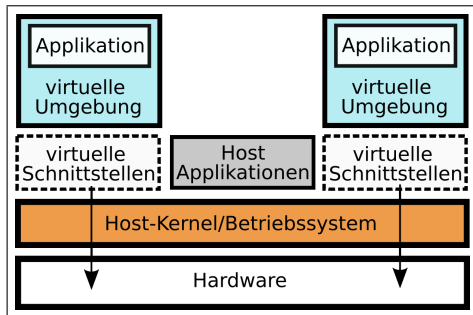 Applikation
virtuelle
Umgebung
Applikation
virtuelle
Umgebung
virtuelle
Schnittstellen
Host
Applikationen
virtuelle
Schnittstellen
Host-Kernel/Betriebssystem
Hardware